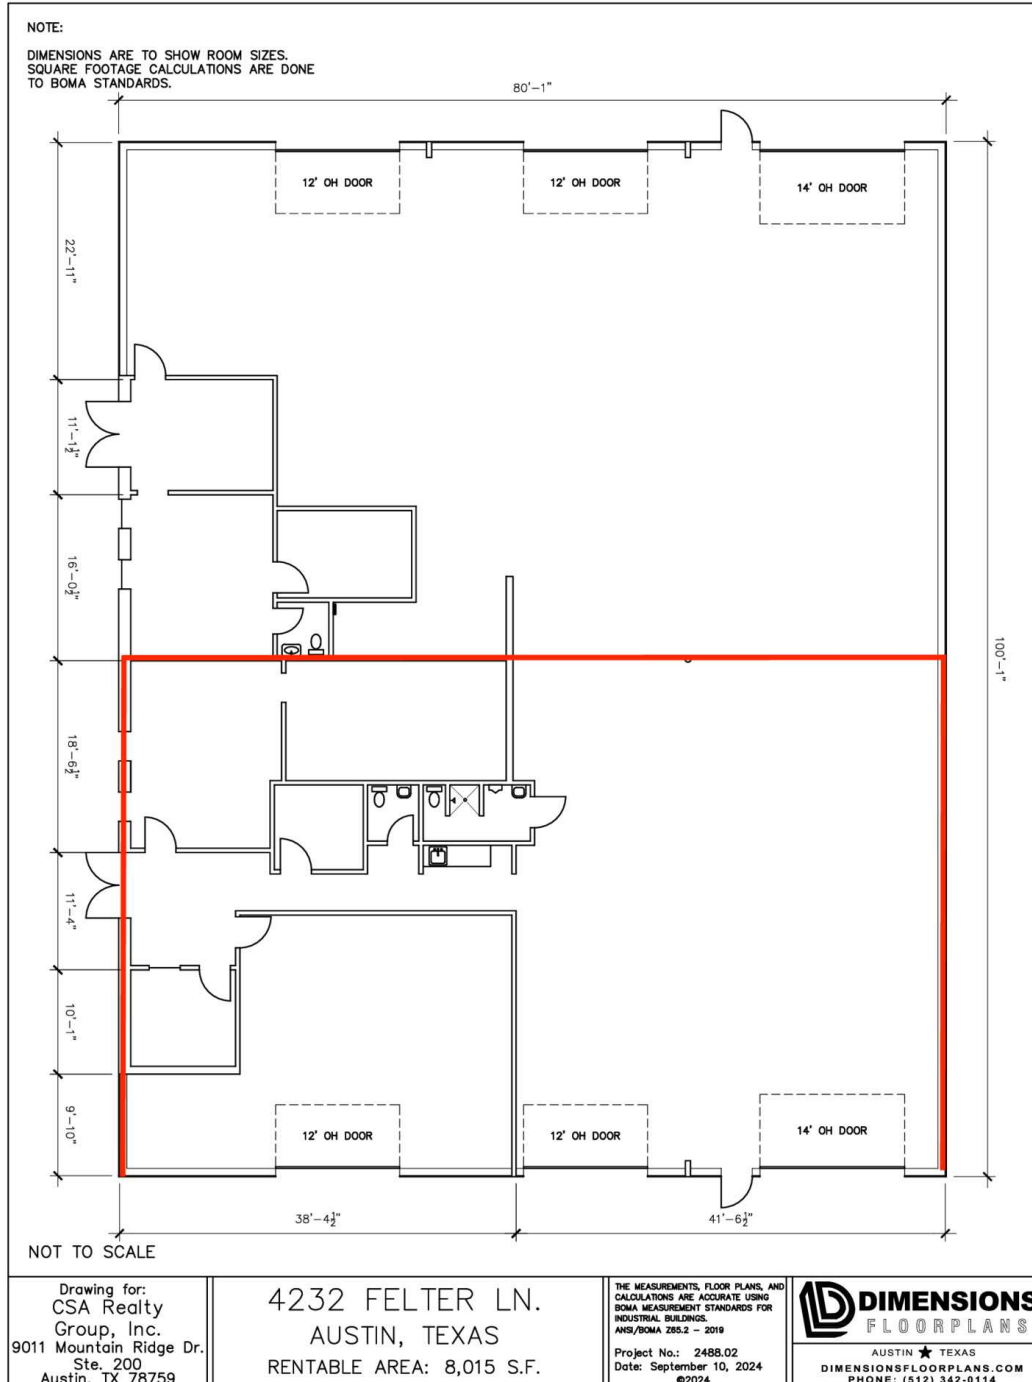 NOTE:
DIMENSIONS ARE TO SHOW ROOM SIZES.
SQUARE FOOTAGE CALCULATIONS ARE DONE
TO BOMA STANDARDS.
80'-1"
12' OH DOOR
12' OH DOOR
14' OH DOOR
22'-11"
11'-1½"
16'-0½"
100'-1"
18'-6½"
11'-4"
10'-1"
9'-10"
12' OH DOOR
12' OH DOOR
14' OH DOOR
38'-4½"
41'-6½"
NOT TO SCALE
Drawing for:
CSA Realty
Group, Inc.
9011 Mountain Ridge Dr.
Ste. 200
Austin, TX 78759
4232 FELTER LN.
AUSTIN, TEXAS
RENTABLE AREA: 8,015 S.F.
THE MEASUREMENTS, FLOOR PLANS, AND
CALCULATIONS ARE ACCURATE USING
BOMA MEASUREMENT STANDARDS FOR
INDUSTRIAL BUILDINGS.
ANSI/BOMA Z65.2 - 2019
Project No.: 2488.02
Date: September 10, 2024
©2024
DIMENSIONS
FLOORPLANS
AUSTIN ★ TEXAS
DIMENSIONSFLOORPLANS.COM
PHONE: (512) 342-0114